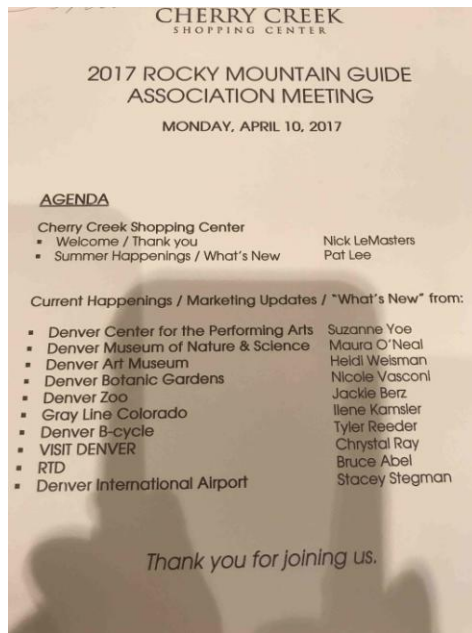 CHERRY CREEK
SHOPPING CENTER
2017 ROCKY MOUNTAIN GUIDE
ASSOCIATION MEETING
MONDAY, APRIL 10, 2017
AGENDA
Cherry Creek Shopping Center
▪ Welcome / Thank you Nick LeMasters
▪ Summer Happenings / What's New Pat Lee
Current Happenings / Marketing Updates / "What's New" from:
▪ Denver Center for the Performing Arts Suzanne Yoe
▪ Denver Museum of Nature & Science Maura O'Neal
▪ Denver Art Museum Heidi Weisman
▪ Denver Botanic Gardens Nicole Vasconi
▪ Denver Zoo Jackie Berz
▪ Gray Line Colorado Ilene Kamsler
▪ Denver B-cycle Tyler Reeder
▪ VISIT DENVER Chrystal Ray
▪ RTD Bruce Abel
▪ Denver International Airport Stacey Stegman
Thank you for joining us.